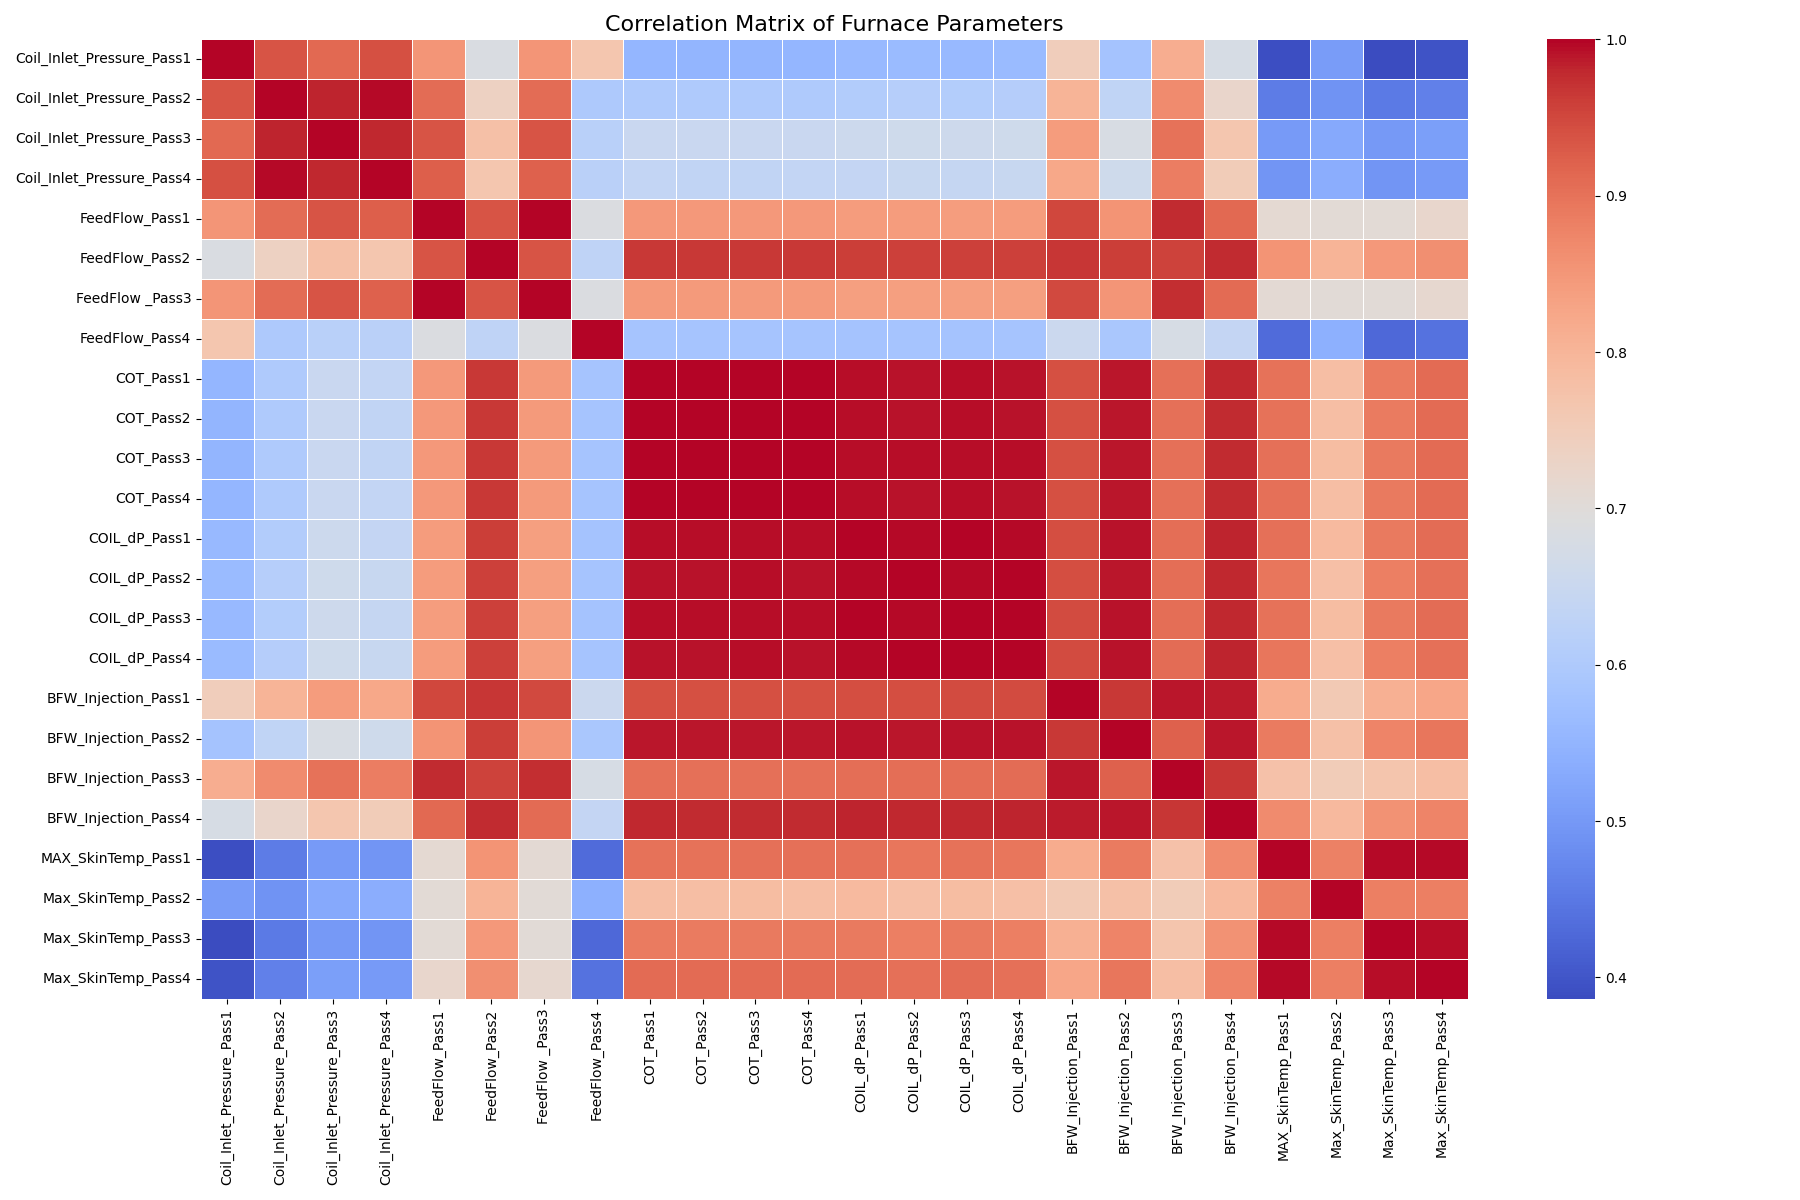 Correlation Matrix of Furnace Parameters
Coil_Inlet_Pressure_Pass1
Coil_Inlet_Pressure_Pass2
Coil_Inlet_Pressure_Pass3
Coil_Inlet_Pressure_Pass4
FeedFlow_Pass1
FeedFlow_Pass2
FeedFlow _Pass3
FeedFlow_Pass4
COT_Pass1
COT_Pass2
COT_Pass3
COT_Pass4
COIL_dP_Pass1
COIL_dP_Pass2
COIL_dP_Pass3
COIL_dP_Pass4
BFW_Injection_Pass1
BFW_Injection_Pass2
BFW_Injection_Pass3
BFW_Injection_Pass4
MAX_SkinTemp_Pass1
Max_SkinTemp_Pass2
Max_SkinTemp_Pass3
Max_SkinTemp_Pass4
Coil_Inlet_Pressure_Pass1
Coil_Inlet_Pressure_Pass2
Coil_Inlet_Pressure_Pass3
Coil_Inlet_Pressure_Pass4
FeedFlow_Pass1
FeedFlow_Pass2
FeedFlow _Pass3
FeedFlow_Pass4
COT_Pass1
COT_Pass2
COT_Pass3
COT_Pass4
COIL_dP_Pass1
COIL_dP_Pass2
COIL_dP_Pass3
COIL_dP_Pass4
BFW_Injection_Pass1
BFW_Injection_Pass2
BFW_Injection_Pass3
BFW_Injection_Pass4
MAX_SkinTemp_Pass1
Max_SkinTemp_Pass2
Max_SkinTemp_Pass3
Max_SkinTemp_Pass4
1.0
0.9
0.8
0.7
0.6
0.5
0.4